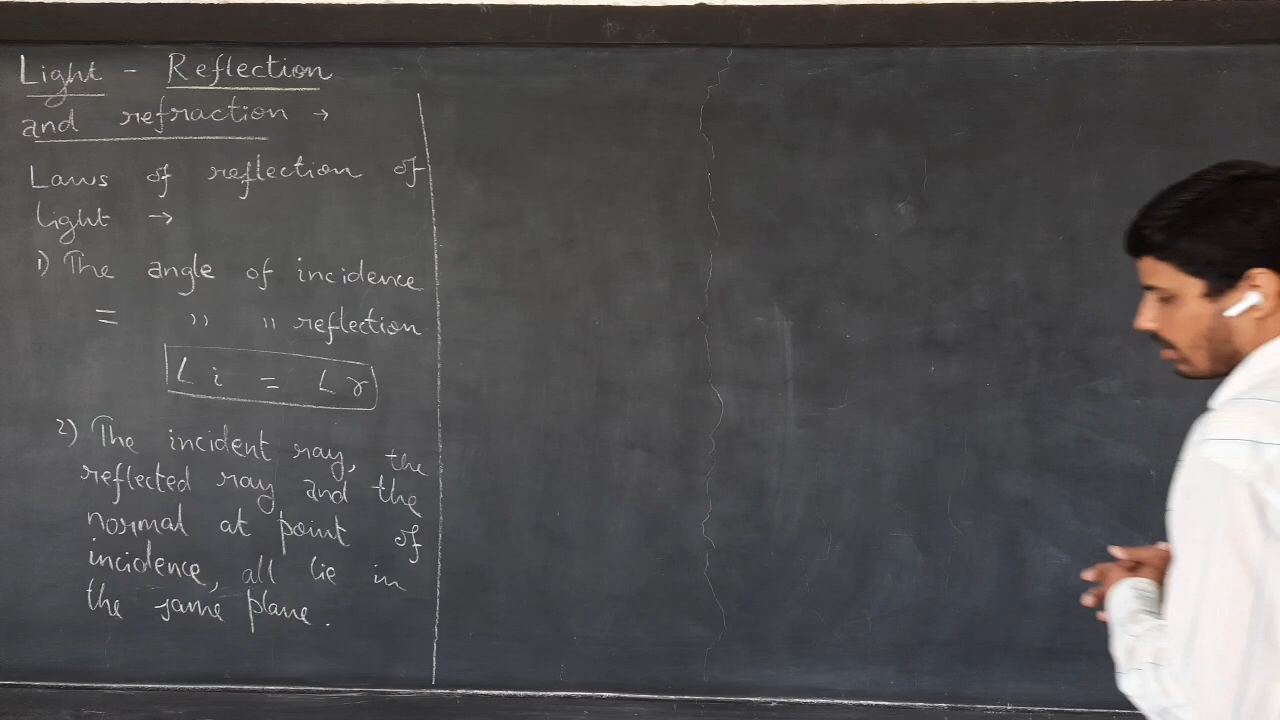 Light - Reflection
and refraction →
Laws of reflection of
light →
1) The angle of incidence
= " " reflection
∠i = ∠r
2) The incident ray, the
reflected ray and the
normal at point of
incidence, all lie in
the same plane.